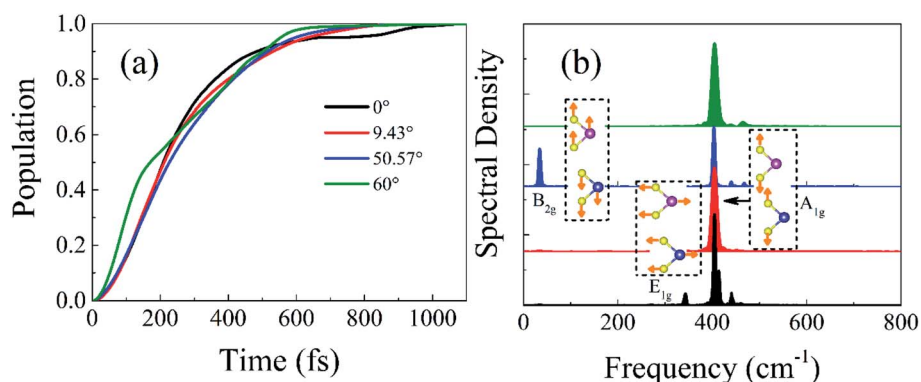 (a)
Population
1.0
0.8
0.6
0.4
0.2
0.0
0°
9.43°
50.57°
60°
0 200 400 600 800 1000
Time (fs)
(b)
Spectral Density
B2g
E1g
A1g
0 200 400 600 800
Frequency (cm⁻¹)